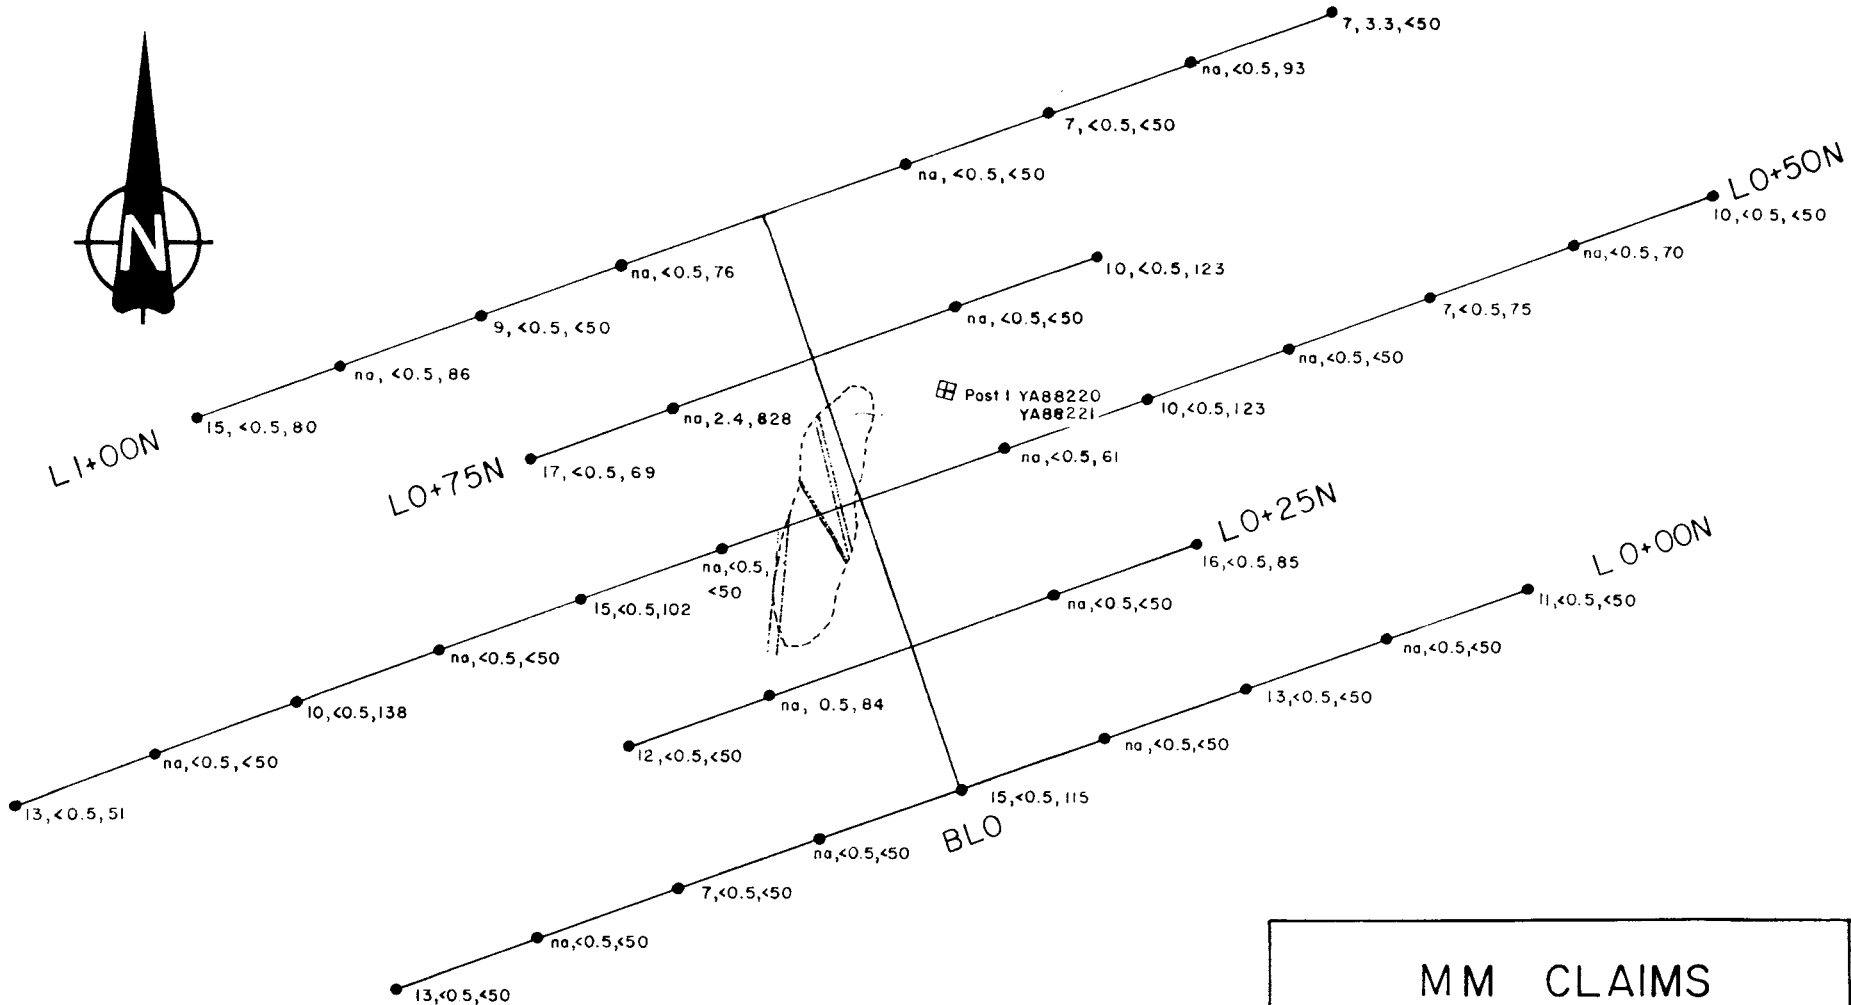 7, 3.3, <50
na, <0.5, 93
7, <0.5, <50
na, <0.5, <50
N
na, <0.5, 76
9, <0.5, <50
na, <0.5, 86
15, <0.5, 80
L1+00N
10, <0.5, 123
na, <0.5, <50
na, 2.4, 828
17, <0.5, 69
L0+75N
Post 1 YA88220
YA88221
L0+50N
10, <0.5, <50
na, <0.5, 70
7, <0.5, 75
na, <0.5, <50
10, <0.5, 123
na, <0.5, 61
na, <0.5,
<50
15, <0.5, 102
na, <0.5, <50
10, <0.5, 138
na, <0.5, <50
13, <0.5, 51
L0+25N
16, <0.5, 85
na, <0.5, <50
na, 0.5, 84
12, <0.5, <50
L0+00N
11, <0.5, <50
na, <0.5, <50
13, <0.5, <50
na, <0.5, <50
15, <0.5, 115
BL0
na, <0.5, <50
7, <0.5, <50
na, <0.5, <50
13, <0.5, <50
MM CLAIMS